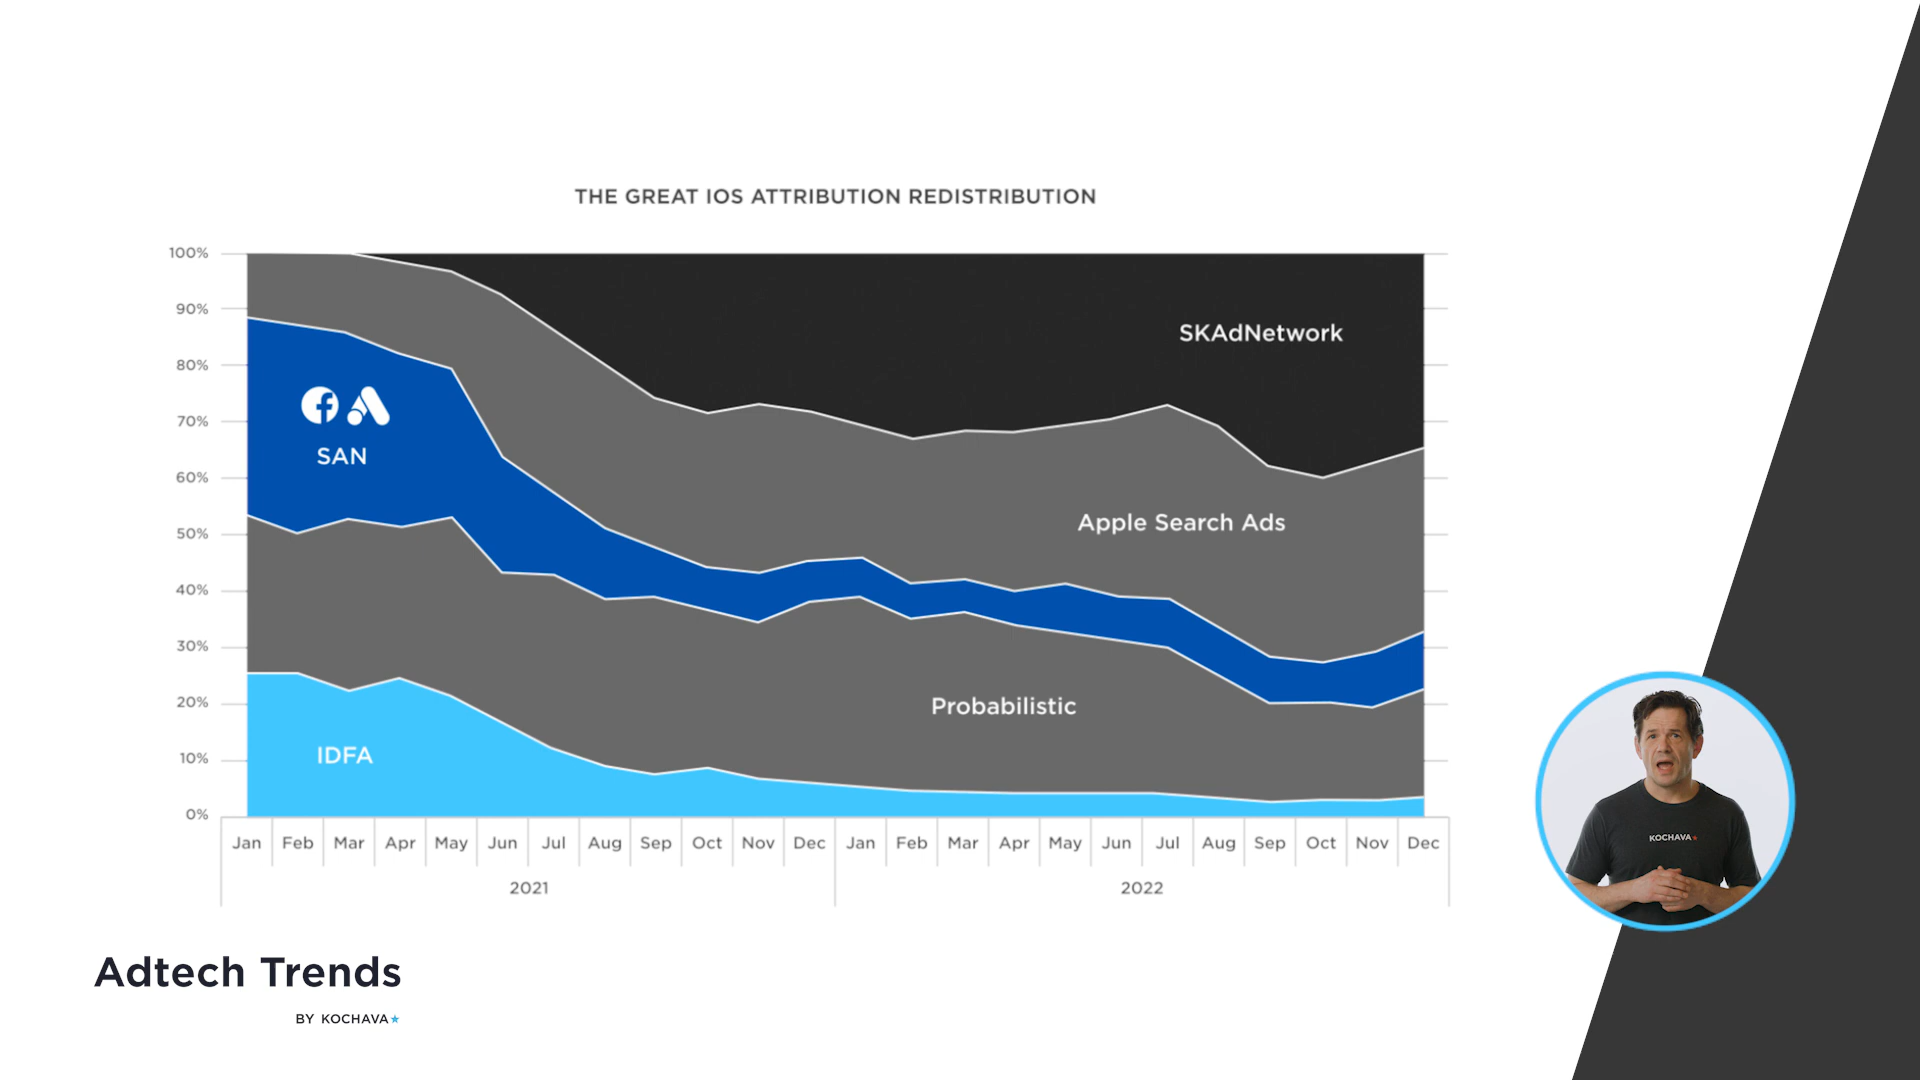 THE GREAT IOS ATTRIBUTION REDISTRIBUTION
100%
90%
80%
70%
60%
50%
40%
30%
20%
10%
0%
SKAdNetwork
SAN
Apple Search Ads
Probabilistic
IDFA
Jan Feb Mar Apr May Jun Jul Aug Sep Oct Nov Dec Jan Feb Mar Apr May Jun Jul Aug Sep Oct Nov Dec
2021 2022
KOCHAVA
Adtech Trends
BY KOCHAVA